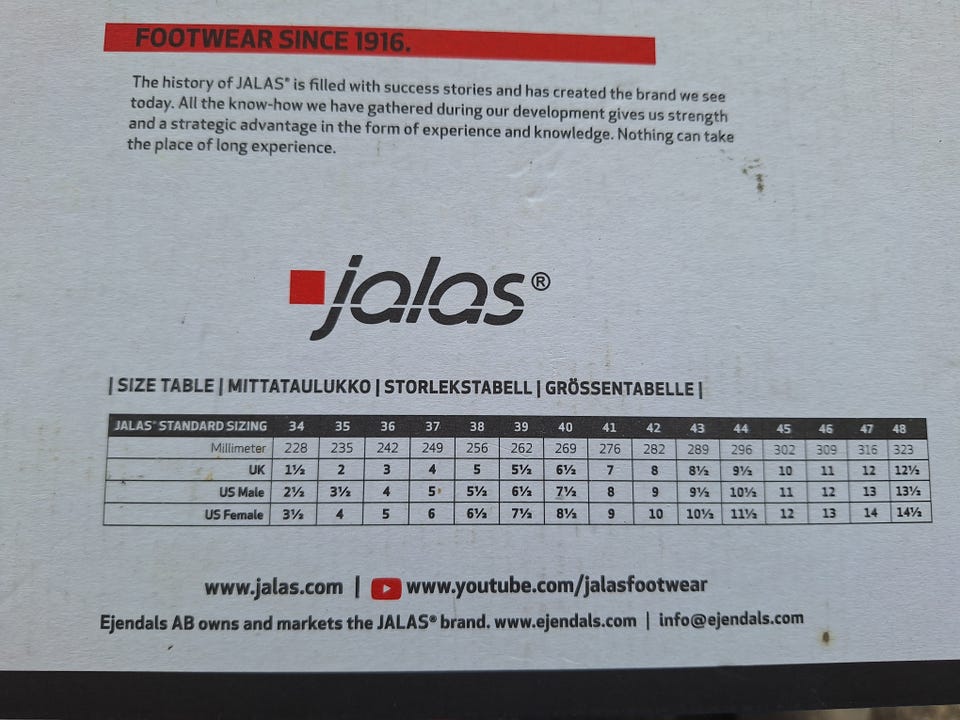 FOOTWEAR SINCE 1916.
The history of JALAS® is filled with success stories and has created the brand we see
today. All the know-how we have gathered during our development gives us strength
and a strategic advantage in the form of experience and knowledge. Nothing can take
the place of long experience.
jalas®
| SIZE TABLE | MITTATAULUKKO | STORLEKSTABELL | GRÖSSENTABELLE |
JALAS® STANDARD SIZING 34 35 36 37 38 39 40 41 42 43 44 45 46 47 48
Millimeter 228 235 242 249 256 262 269 276 282 289 296 302 309 316 323
UK 1½ 2 3 4 5 5½ 6½ 7 8 8½ 9½ 10 11 12 12½
US Male 2½ 3½ 4 5 5½ 6½ 7½ 8 9 9½ 10½ 11 12 13 13½
US Female 3½ 4 5 6 6½ 7½ 8½ 9 10 10½ 11½ 12 13 14 14½
www.jalas.com | www.youtube.com/jalasfootwear
Ejendals AB owns and markets the JALAS® brand. www.ejendals.com | info@ejendals.com